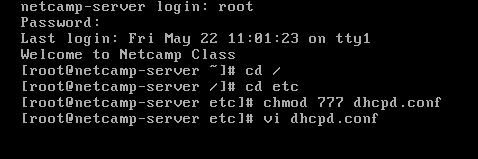 netcamp-server login: root
Password:
Last login: Fri May 22 11:01:23 on tty1
Welcome to Netcamp Class
[root@netcamp-server ~]# cd /
[root@netcamp-server /]# cd etc
[root@netcamp-server etc]# chmod 777 dhcpd.conf
[root@netcamp-server etc]# vi dhcpd.conf